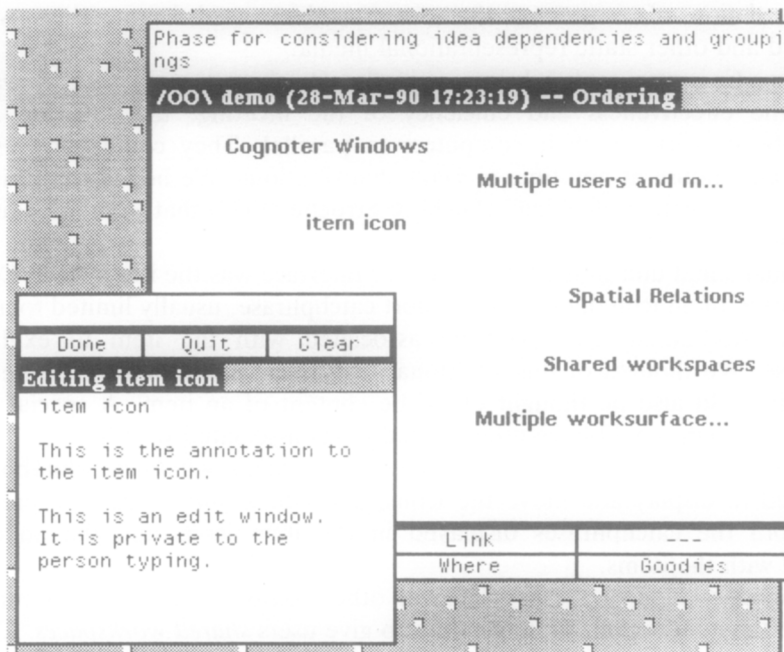 Phase for considering idea dependencies and groupi
ngs
/OO\ demo (28-Mar-90 17:23:19) -- Ordering
Cognoter Windows
Multiple users and m...
item icon
Spatial Relations
Shared workspaces
Multiple worksurface...
Done Quit Clear
Editing item icon
item icon
This is the annotation to
the item icon.
This is an edit window.
It is private to the
person typing.
Link ---
Where Goodies